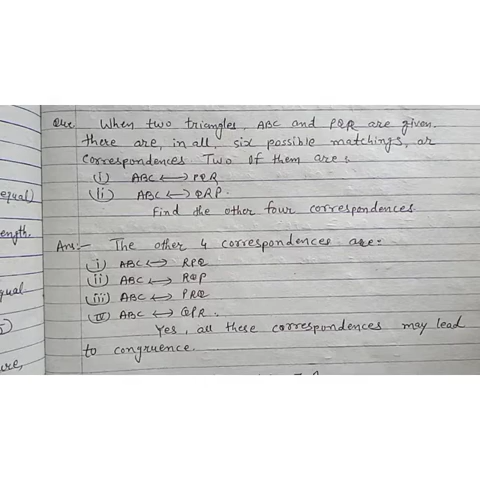 Que. When two triangles, ABC and PQR are given.
there are, in all, six possible matchings, or
Correspondences Two of them are,
(i) ABC ⟷ PQR
(ii) ABC ⟷ QRP.
Find the other four correspondences
Ans:- The other 4 correspondences are:
(i) ABC ⟷ RPQ
(ii) ABC ⟷ RQP
(iii) ABC ⟷ PRQ
(iv) ABC ⟷ QPR.
Yes, all these correspondences may lead
to congruence.
equal)
ength.
qual
ure,